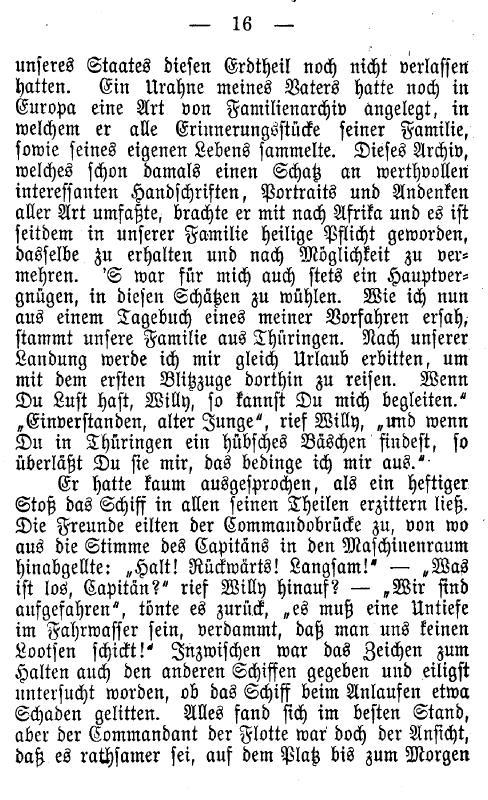 — 16 —
unseres Staates diesen Erdtheil noch nicht verlassen
hatten. Ein Urahne meines Vaters hatte noch in
Europa eine Art von Familienarchiv angelegt, in
welchem er alle Erinnerungsstücke seiner Familie,
sowie seines eigenen Lebens sammelte. Dieses Archiv,
welches schon damals einen Schatz an werthvollen
interessanten Handschriften, Portraits und Andenken
aller Art umfaßte, brachte er mit nach Afrika und es ist
seitdem in unserer Familie heilige Pflicht geworden,
dasselbe zu erhalten und nach Möglichkeit zu ver-
mehren. 'S war für mich auch stets ein Hauptver-
gnügen, in diesen Schätzen zu wühlen. Wie ich nun
aus einem Tagebuch eines meiner Vorfahren ersah,
stammt unsere Familie aus Thüringen. Nach unserer
Landung werde ich mir gleich Urlaub erbitten, um
mit dem ersten Blitzzuge dorthin zu reisen. Wenn
Du Lust hast, Willy, so kannst Du mich begleiten.“
„Einverstanden, alter Junge“, rief Willy, „und wenn
Du in Thüringen ein hübsches Bäschen findest, so
überläßt Du sie mir, das bedinge ich mir aus.“
Er hatte kaum ausgesprochen, als ein heftiger
Stoß das Schiff in allen seinen Theilen erzittern ließ.
Die Freunde eilten der Commandobrücke zu, von wo
aus die Stimme des Capitäns in den Maschinenraum
hinabgellte: „Halt! Rückwärts! Langsam!“ — „Was
ist los, Capitän?“ rief Willy hinauf? — „Wir sind
aufgefahren“, tönte es zurück, „es muß eine Untiefe
im Fahrwasser sein, verdammt, daß man uns keinen
Lootsen schickt!“ Inzwischen war das Zeichen zum
Halten auch den anderen Schiffen gegeben und eiligst
untersucht worden, ob das Schiff beim Anlaufen etwa
Schaden gelitten. Alles fand sich im besten Stand,
aber der Commandant der Flotte war doch der Ansicht,
daß es rathsamer sei, auf dem Platz bis zum Morgen